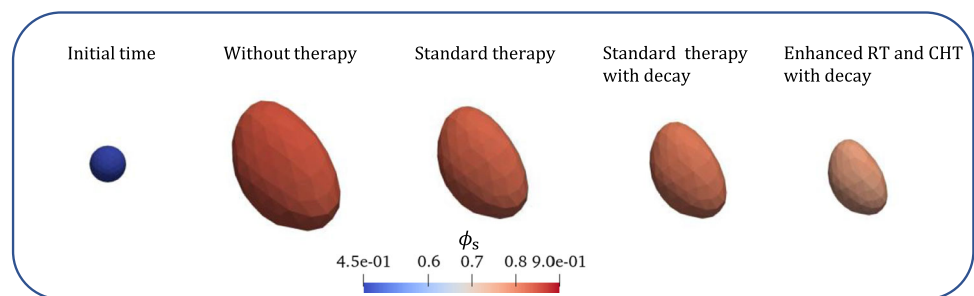 Initial time
Without therapy
Standard therapy
Standard therapy
with decay
Enhanced RT and CHT
with decay
ϕs
4.5e-01 0.6 0.7 0.8 9.0e-01